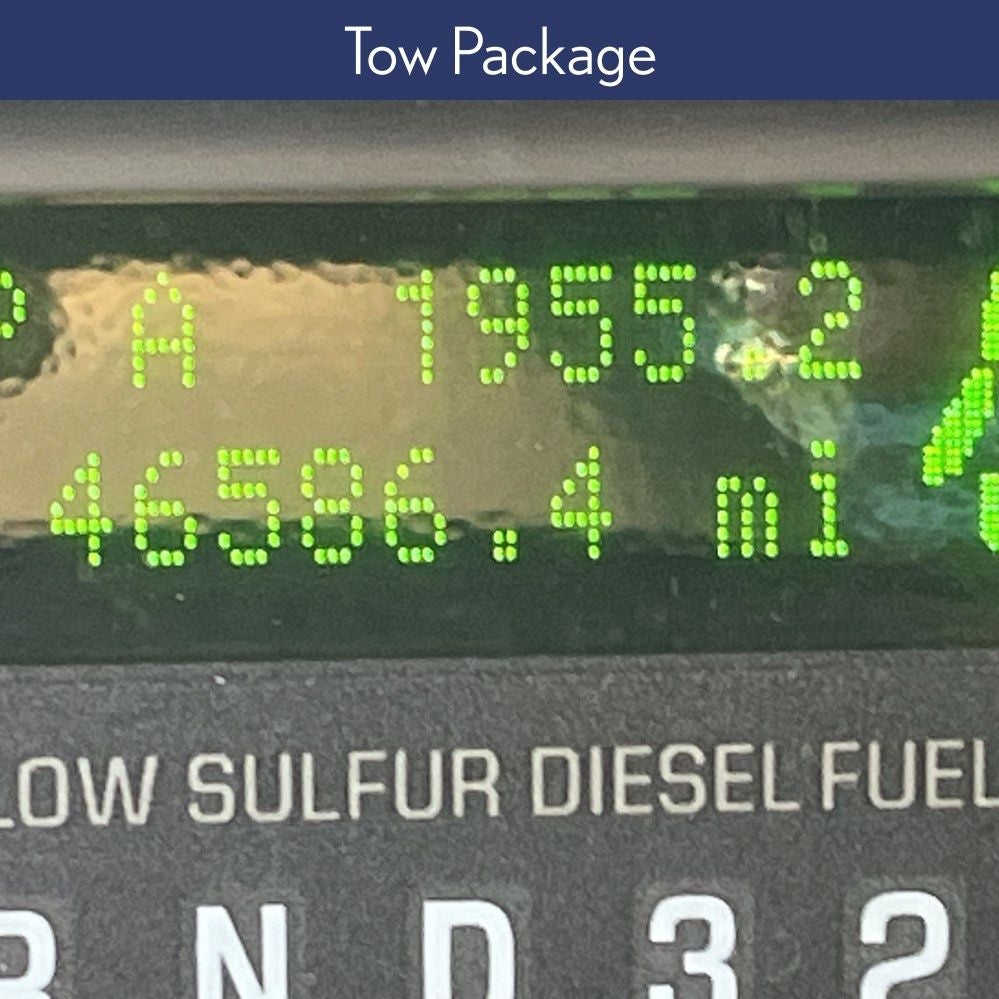 Tow Package
P A 1955.2
46586.4 mi
LOW SULFUR DIESEL FUEL
R N D 3 2